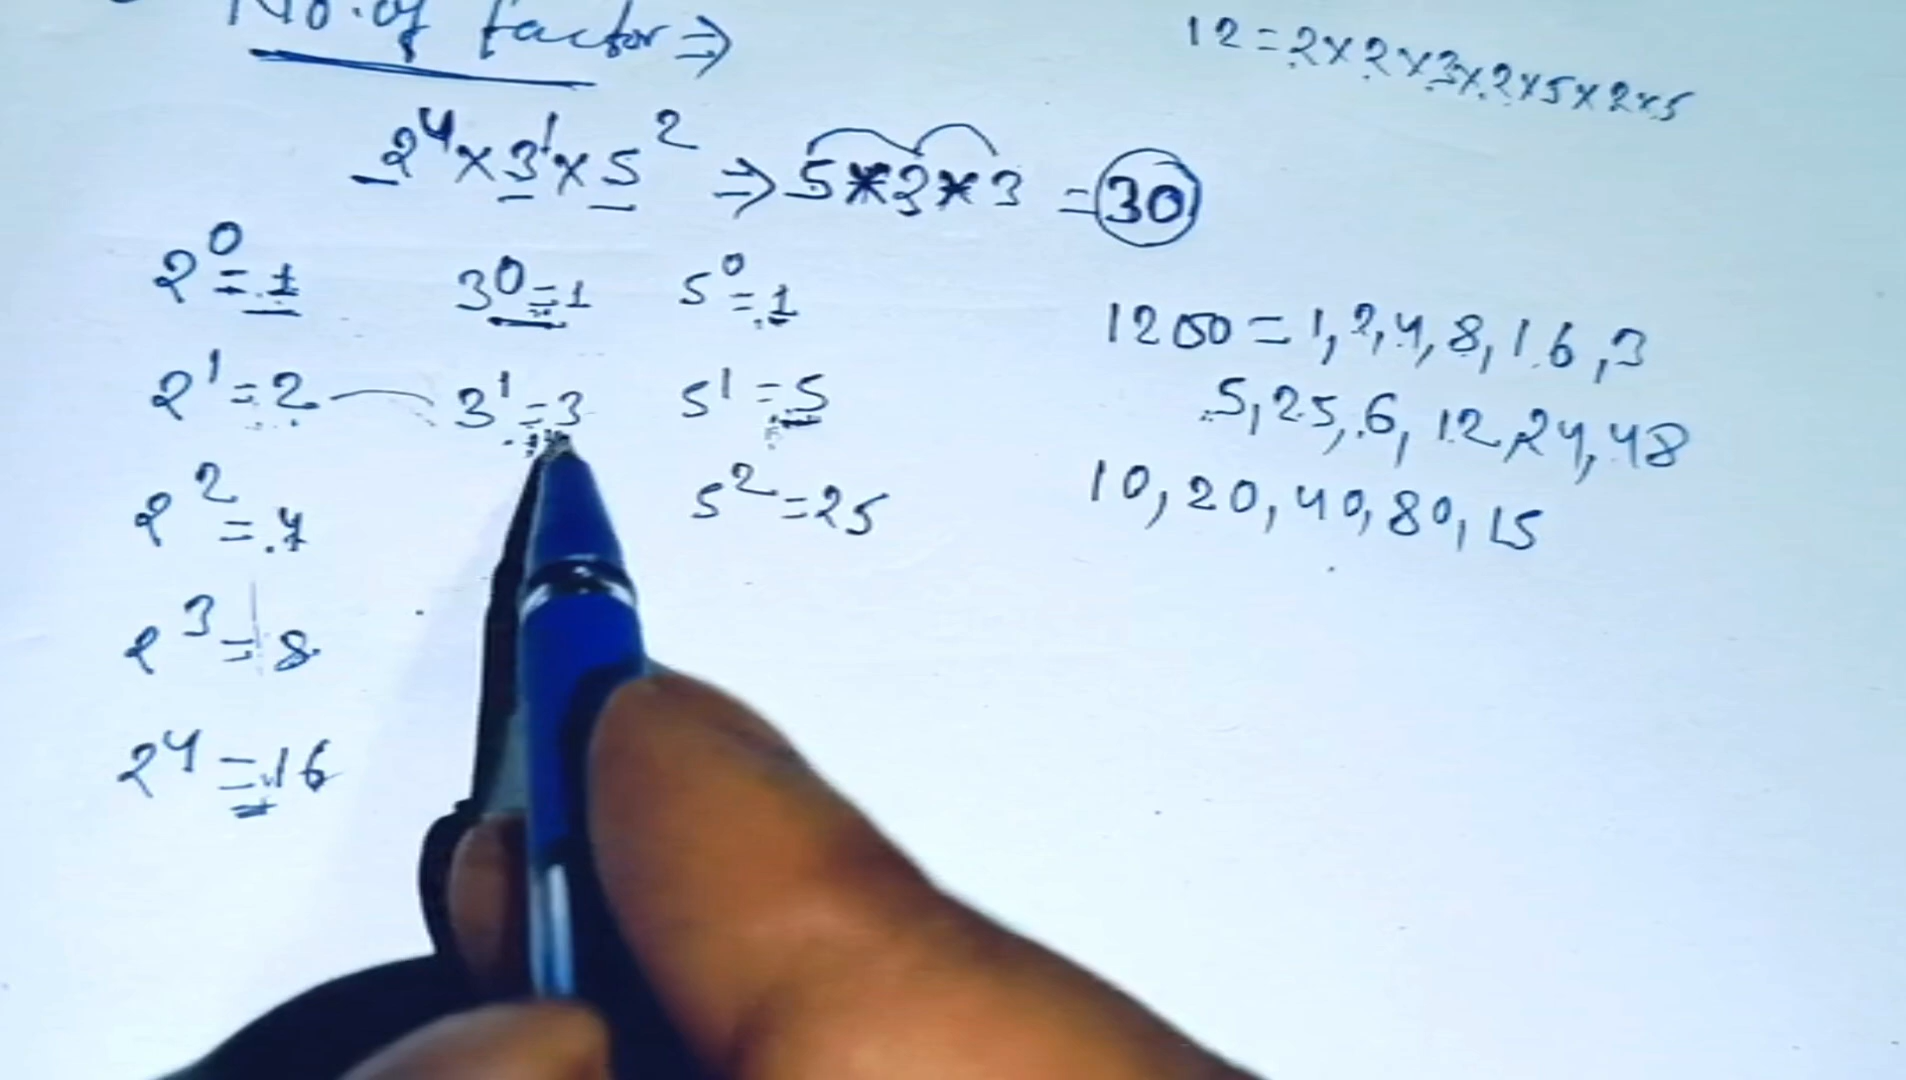 No. of factor ⇒
12 = 2×2×3×2×5×2×5
2⁴×3¹×5² ⇒ 5×2×3 = 30
2⁰=1 3⁰=1 5⁰=1
2¹=2 3¹=3 5¹=5
2²=4 5²=25
2³=8
2⁴=16
1200=1,2,4,8,16,3
5,25,6,12,24,48
10,20,40,80,15